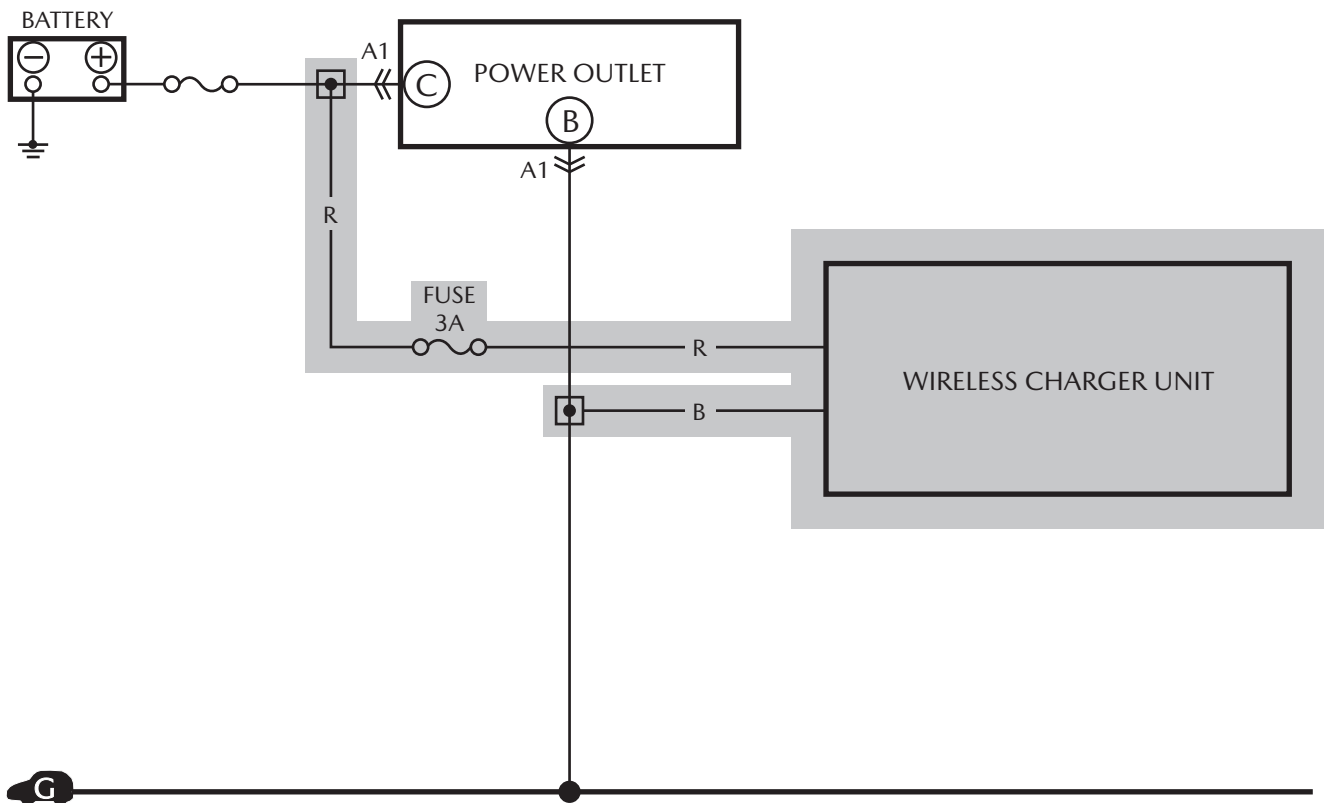 BATTERY
A1
C
POWER OUTLET
B
A1
R
FUSE
3A
R
WIRELESS CHARGER UNIT
B
G